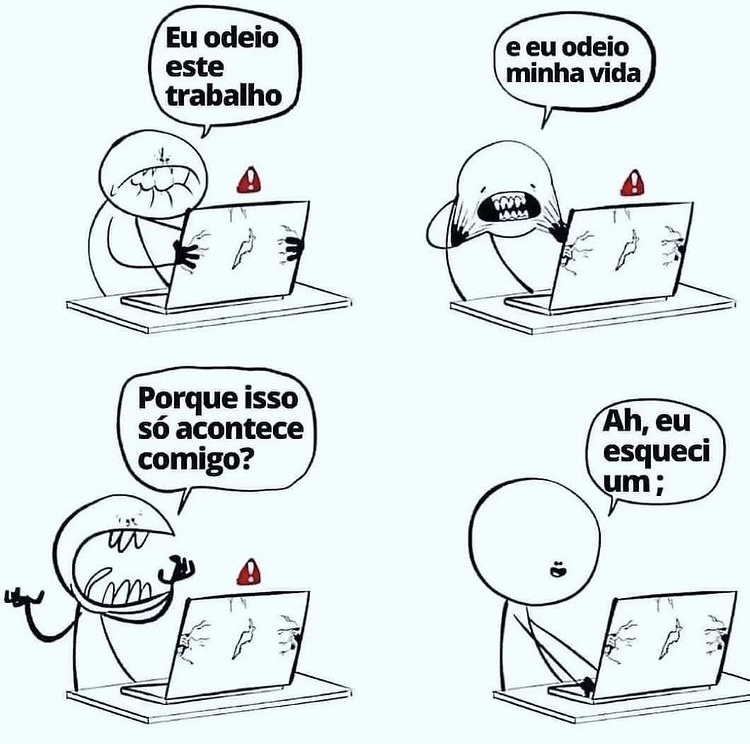 Eu odeio
este
trabalho
e eu odeio
minha vida
Porque isso
só acontece
comigo?
Ah, eu
esqueci
um ;